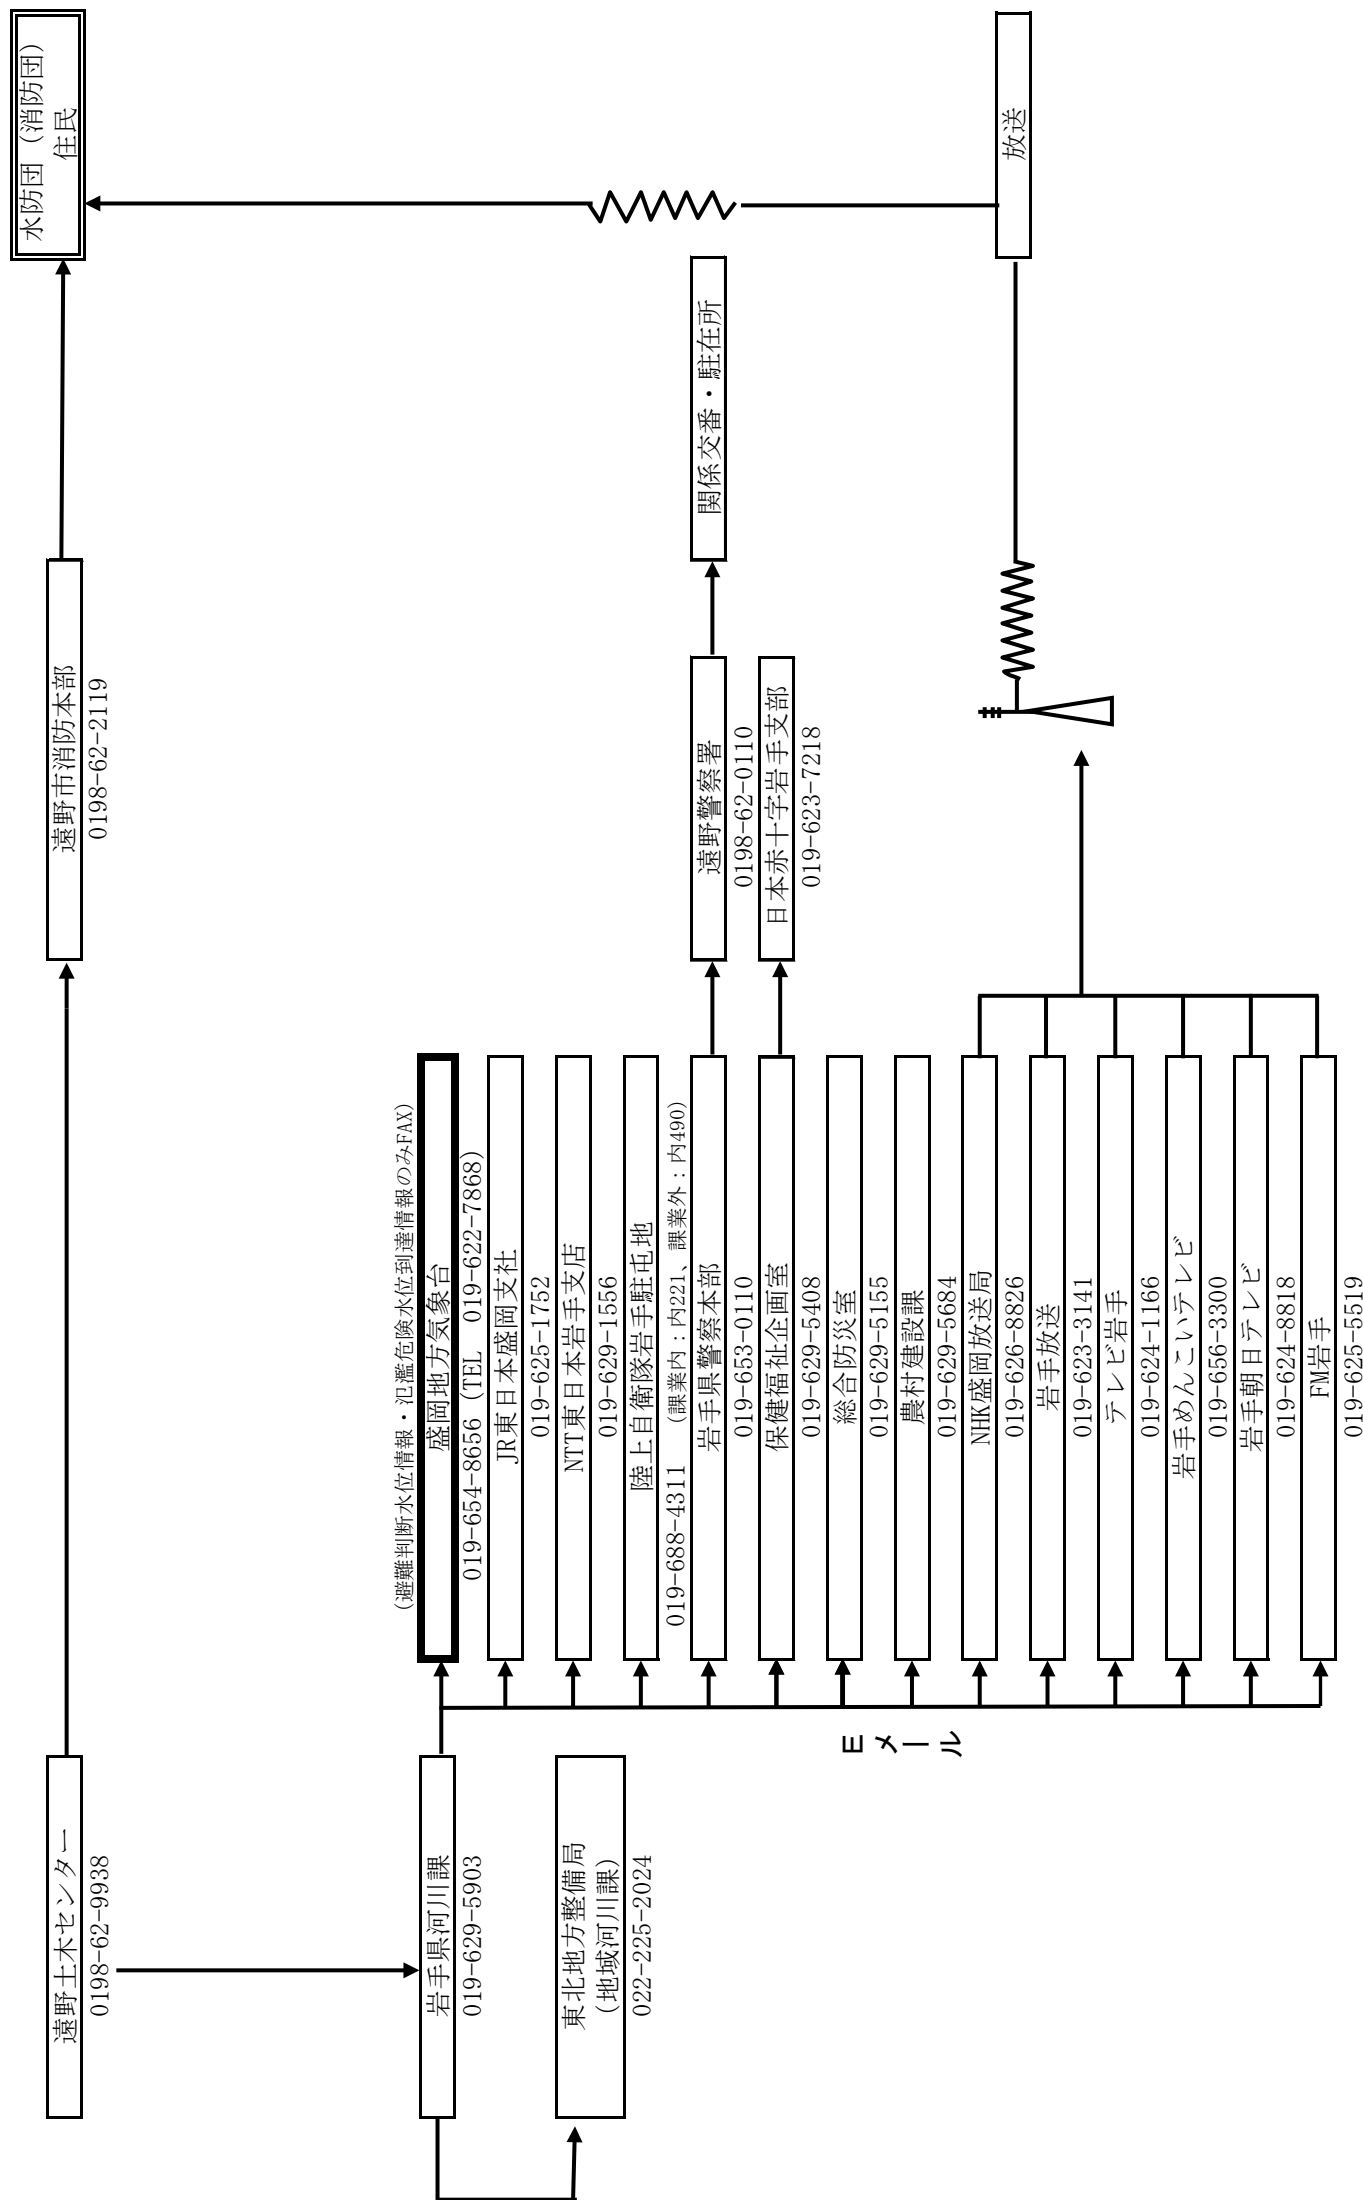 遠野土木センター
0198-62-9938
遠野市消防本部
0198-62-2119
水防団（消防団）
住民
岩手県河川課
019-629-5903
東北地方整備局
（地域河川課）
022-225-2024
Eメール
（避難判断水位情報・氾濫危険水位到達情報のみFAX）
盛岡地方気象台
019-654-8656（TEL 019-622-7868）
JR東日本盛岡支社
019-625-1752
NTT東日本岩手支店
019-629-1556
陸上自衛隊岩手駐屯地
019-688-4311 （課業内：内221、課業外：内490）
岩手県警察本部
019-653-0110
保健福祉企画室
019-629-5408
総合防災室
019-629-5155
農村建設課
019-629-5684
NHK盛岡放送局
019-626-8826
岩手放送
019-623-3141
テレビ岩手
019-624-1166
岩手めんこいテレビ
019-656-3300
岩手朝日テレビ
019-624-8818
FM岩手
019-625-5519
遠野警察署
0198-62-0110
日本赤十字岩手支部
019-623-7218
関係交番・駐在所
放送